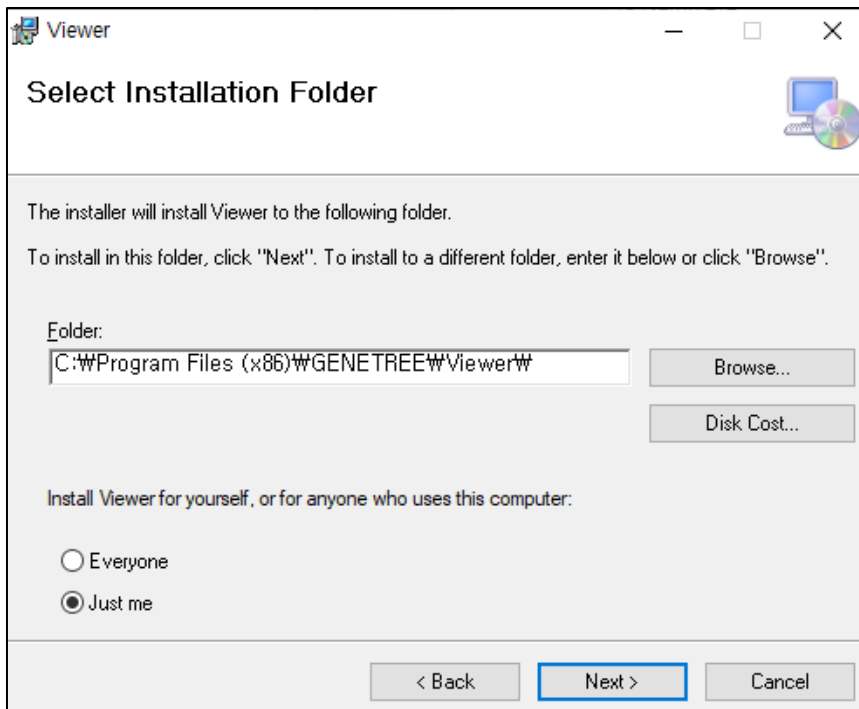 Viewer
Select Installation Folder
The installer will install Viewer to the following folder.
To install in this folder, click "Next". To install to a different folder, enter it below or click "Browse".
Folder:
C:₩Program Files (x86)₩GENETREE₩Viewer₩
Browse...
Disk Cost...
Install Viewer for yourself, or for anyone who uses this computer:
Everyone
Just me
< Back
Next >
Cancel